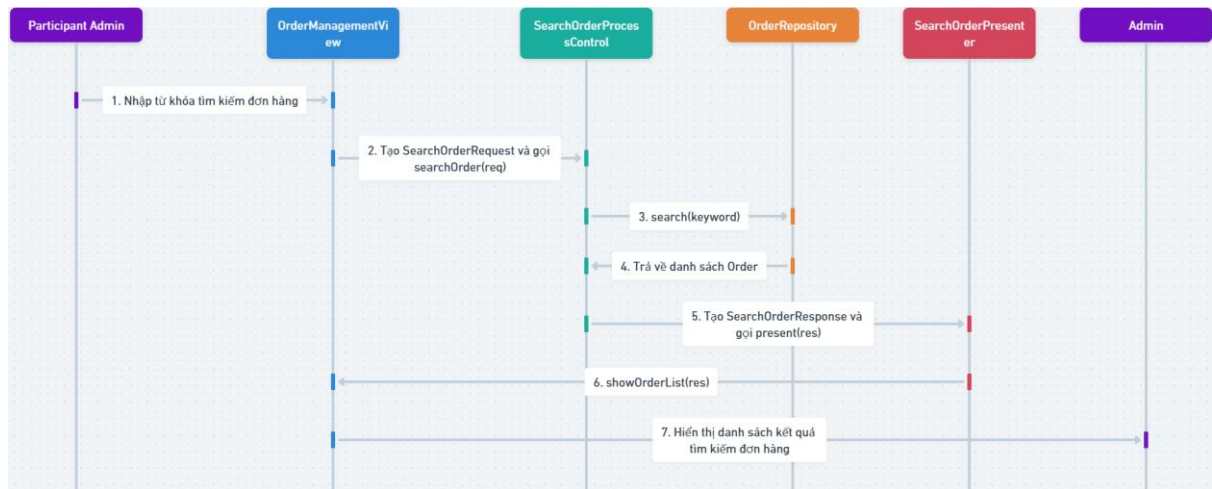 Participant Admin
OrderManagementVi
ew
SearchOrderProces
sControl
OrderRepository
SearchOrderPresent
er
Admin
1. Nhập từ khóa tìm kiếm đơn hàng
2. Tạo SearchOrderRequest và gọi
searchOrder(req)
3. search(keyword)
4. Trả về danh sách Order
5. Tạo SearchOrderResponse và
gọi present(res)
6. showOrderList(res)
7. Hiển thị danh sách kết quả
tìm kiếm đơn hàng